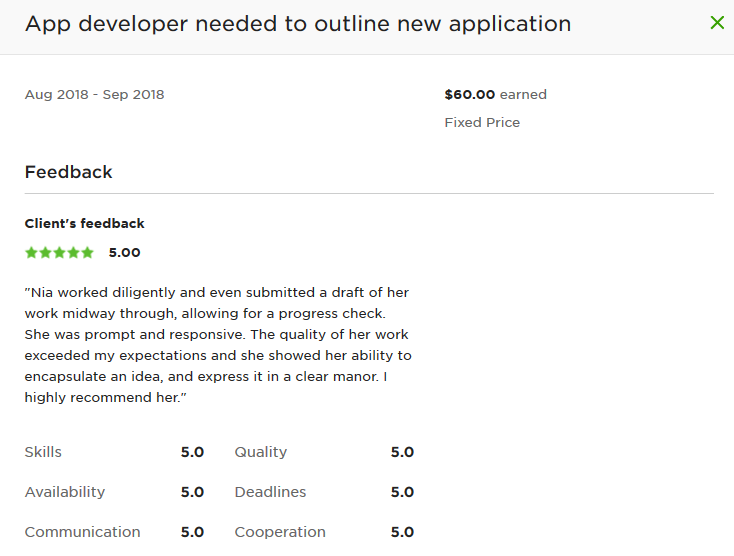 App developer needed to outline new application
Aug 2018 - Sep 2018
$60.00 earned
Fixed Price
Feedback
Client's feedback
5.00
"Nia worked diligently and even submitted a draft of her
work midway through, allowing for a progress check.
She was prompt and responsive. The quality of her work
exceeded my expectations and she showed her ability to
encapsulate an idea, and express it in a clear manor. I
highly recommend her."
Skills 5.0 Quality 5.0
Availability 5.0 Deadlines 5.0
Communication 5.0 Cooperation 5.0